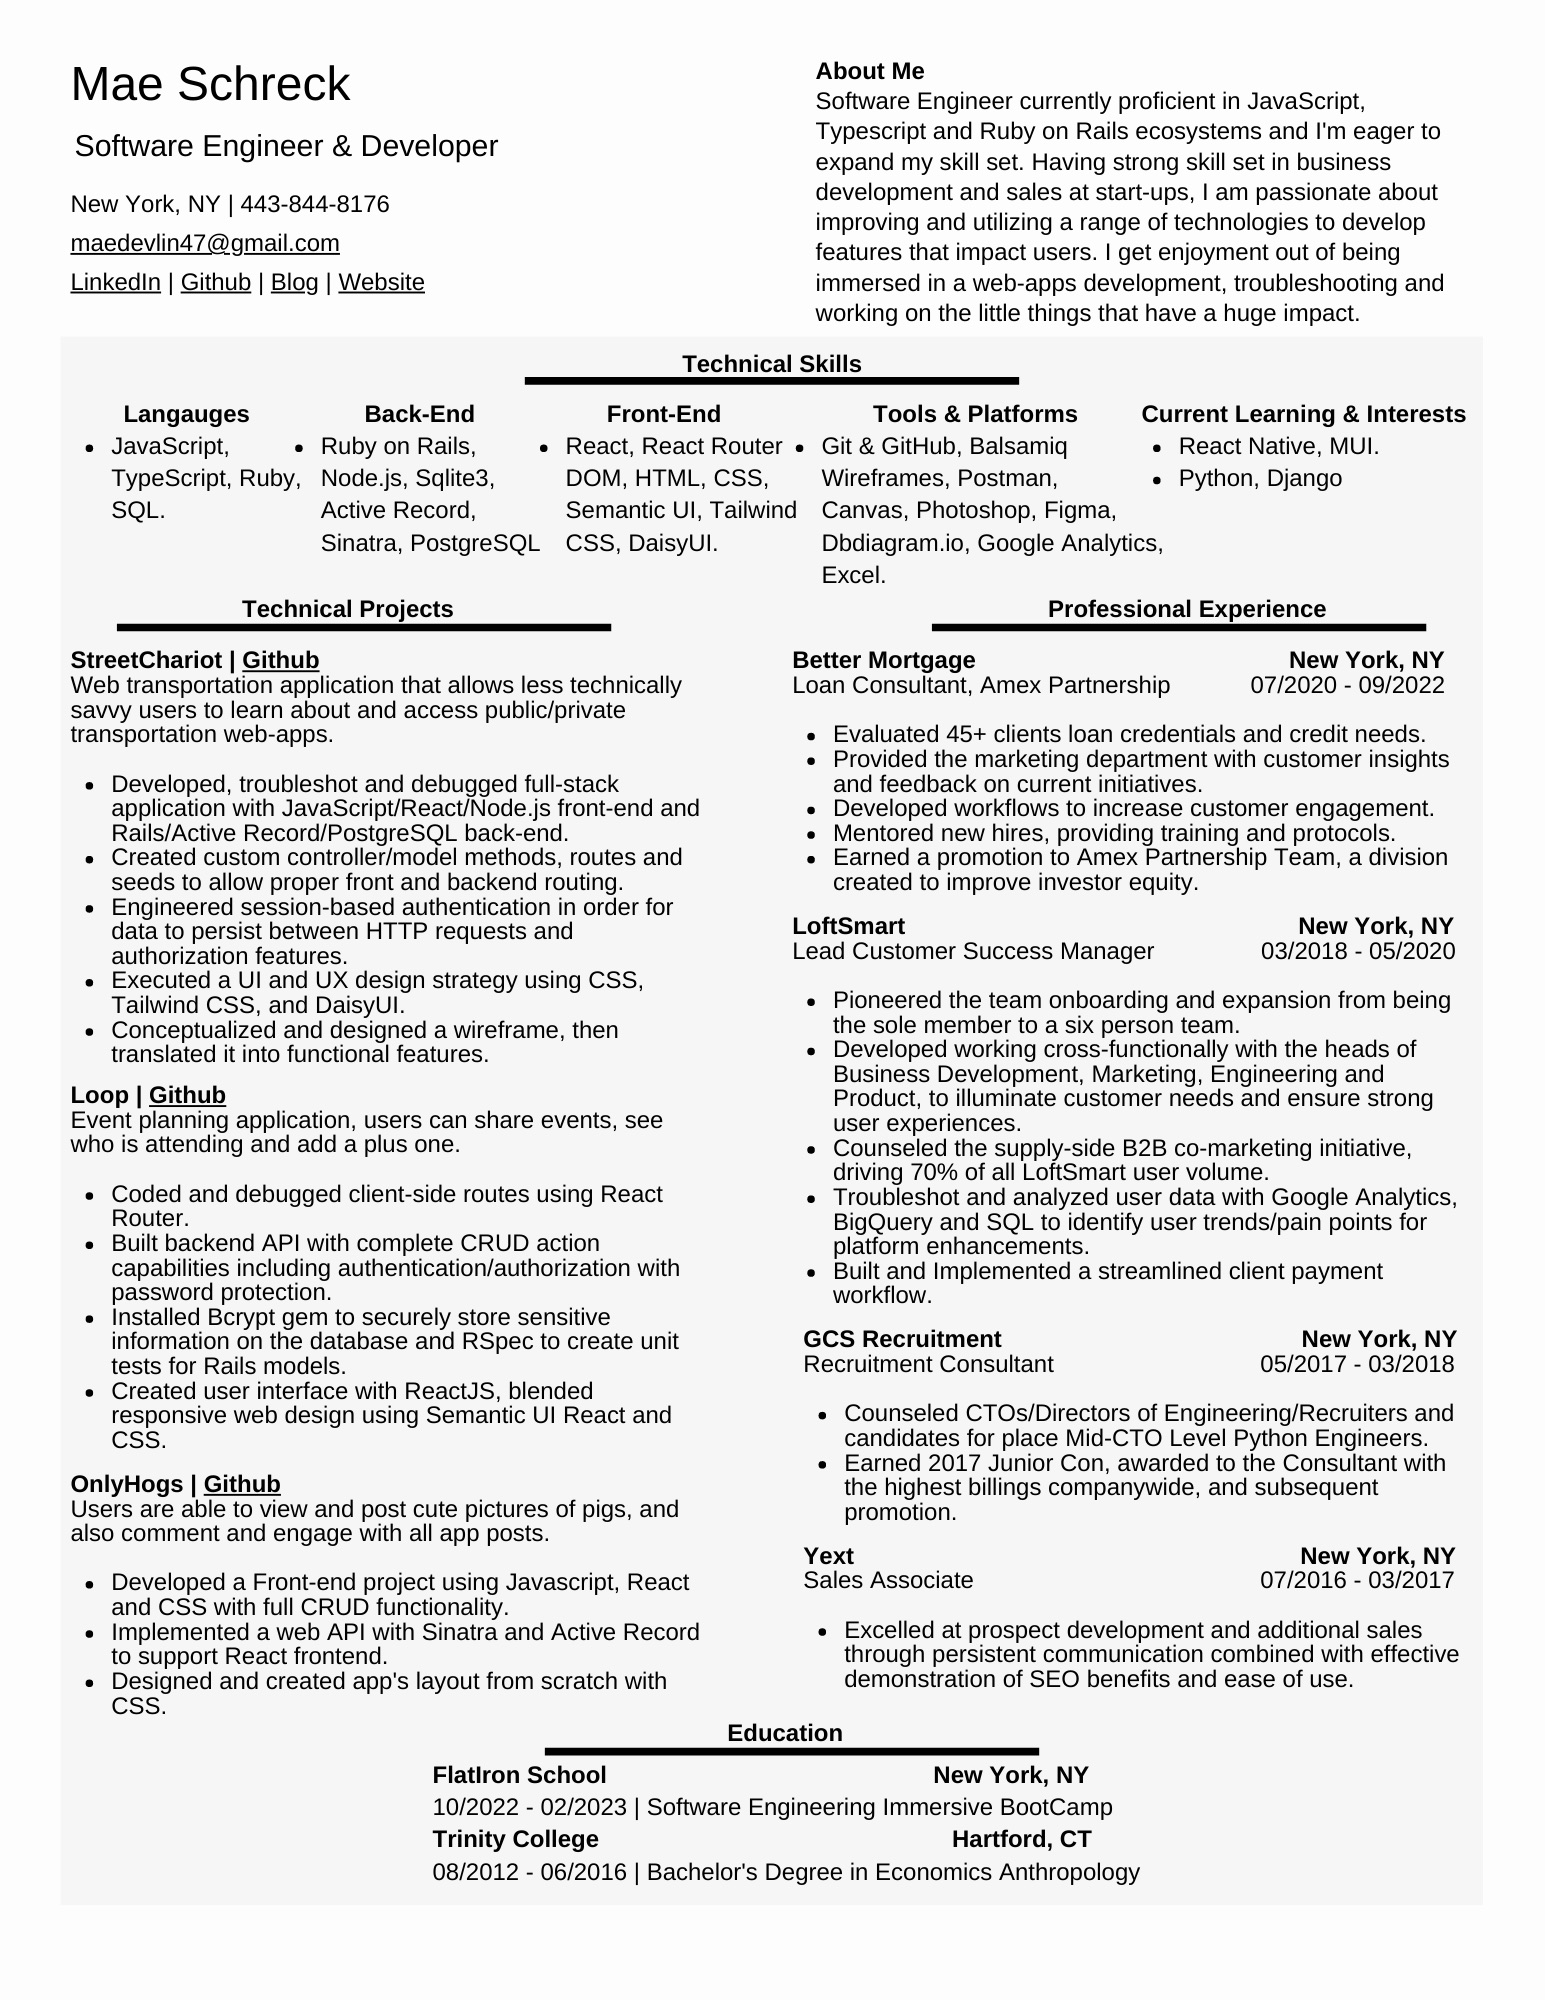 Mae Schreck
Software Engineer & Developer
New York, NY | 443-844-8176
maedevlin47@gmail.com
LinkedIn | Github | Blog | Website
About Me
Software Engineer currently proficient in JavaScript,
Typescript and Ruby on Rails ecosystems and I'm eager to
expand my skill set. Having strong skill set in business
development and sales at start-ups, I am passionate about
improving and utilizing a range of technologies to develop
features that impact users. I get enjoyment out of being
immersed in a web-apps development, troubleshooting and
working on the little things that have a huge impact.
Technical Skills
Langauges
• JavaScript,
TypeScript, Ruby,
SQL.
Back-End
• Ruby on Rails,
Node.js, Sqlite3,
Active Record,
Sinatra, PostgreSQL
Front-End
• React, React Router
DOM, HTML, CSS,
Semantic UI, Tailwind
CSS, DaisyUI.
Tools & Platforms
• Git & GitHub, Balsamiq
Wireframes, Postman,
Canvas, Photoshop, Figma,
Dbdiagram.io, Google Analytics,
Excel.
Current Learning & Interests
• React Native, MUI.
• Python, Django
Technical Projects
StreetChariot | Github
Web transportation application that allows less technically
savvy users to learn about and access public/private
transportation web-apps.
• Developed, troubleshot and debugged full-stack
application with JavaScript/React/Node.js front-end and
Rails/Active Record/PostgreSQL back-end.
• Created custom controller/model methods, routes and
seeds to allow proper front and backend routing.
• Engineered session-based authentication in order for
data to persist between HTTP requests and
authorization features.
• Executed a UI and UX design strategy using CSS,
Tailwind CSS, and DaisyUI.
• Conceptualized and designed a wireframe, then
translated it into functional features.
Loop | Github
Event planning application, users can share events, see
who is attending and add a plus one.
• Coded and debugged client-side routes using React
Router.
• Built backend API with complete CRUD action
capabilities including authentication/authorization with
password protection.
• Installed Bcrypt gem to securely store sensitive
information on the database and RSpec to create unit
tests for Rails models.
• Created user interface with ReactJS, blended
responsive web design using Semantic UI React and
CSS.
OnlyHogs | Github
Users are able to view and post cute pictures of pigs, and
also comment and engage with all app posts.
• Developed a Front-end project using Javascript, React
and CSS with full CRUD functionality.
• Implemented a web API with Sinatra and Active Record
to support React frontend.
• Designed and created app's layout from scratch with
CSS.
Professional Experience
Better Mortgage New York, NY
Loan Consultant, Amex Partnership 07/2020 - 09/2022
• Evaluated 45+ clients loan credentials and credit needs.
• Provided the marketing department with customer insights
and feedback on current initiatives.
• Developed workflows to increase customer engagement.
• Mentored new hires, providing training and protocols.
• Earned a promotion to Amex Partnership Team, a division
created to improve investor equity.
LoftSmart New York, NY
Lead Customer Success Manager 03/2018 - 05/2020
• Pioneered the team onboarding and expansion from being
the sole member to a six person team.
• Developed working cross-functionally with the heads of
Business Development, Marketing, Engineering and
Product, to illuminate customer needs and ensure strong
user experiences.
• Counseled the supply-side B2B co-marketing initiative,
driving 70% of all LoftSmart user volume.
• Troubleshot and analyzed user data with Google Analytics,
BigQuery and SQL to identify user trends/pain points for
platform enhancements.
• Built and Implemented a streamlined client payment
workflow.
GCS Recruitment New York, NY
Recruitment Consultant 05/2017 - 03/2018
• Counseled CTOs/Directors of Engineering/Recruiters and
candidates for place Mid-CTO Level Python Engineers.
• Earned 2017 Junior Con, awarded to the Consultant with
the highest billings companywide, and subsequent
promotion.
Yext New York, NY
Sales Associate 07/2016 - 03/2017
• Excelled at prospect development and additional sales
through persistent communication combined with effective
demonstration of SEO benefits and ease of use.
Education
FlatIron School New York, NY
10/2022 - 02/2023 | Software Engineering Immersive BootCamp
Trinity College Hartford, CT
08/2012 - 06/2016 | Bachelor's Degree in Economics Anthropology